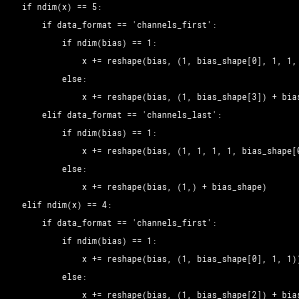 if ndim(x) == 5:
if data_format == 'channels_first':
if ndim(bias) == 1:
x += reshape(bias, (1, bias_shape[0], 1, 1,
else:
x += reshape(bias, (1, bias_shape[3]) + bias
elif data_format == 'channels_last':
if ndim(bias) == 1:
x += reshape(bias, (1, 1, 1, 1, bias_shape[0
else:
x += reshape(bias, (1,) + bias_shape)
elif ndim(x) == 4:
if data_format == 'channels_first':
if ndim(bias) == 1:
x += reshape(bias, (1, bias_shape[0], 1, 1))
else:
x += reshape(bias, (1, bias_shape[2]) + bias